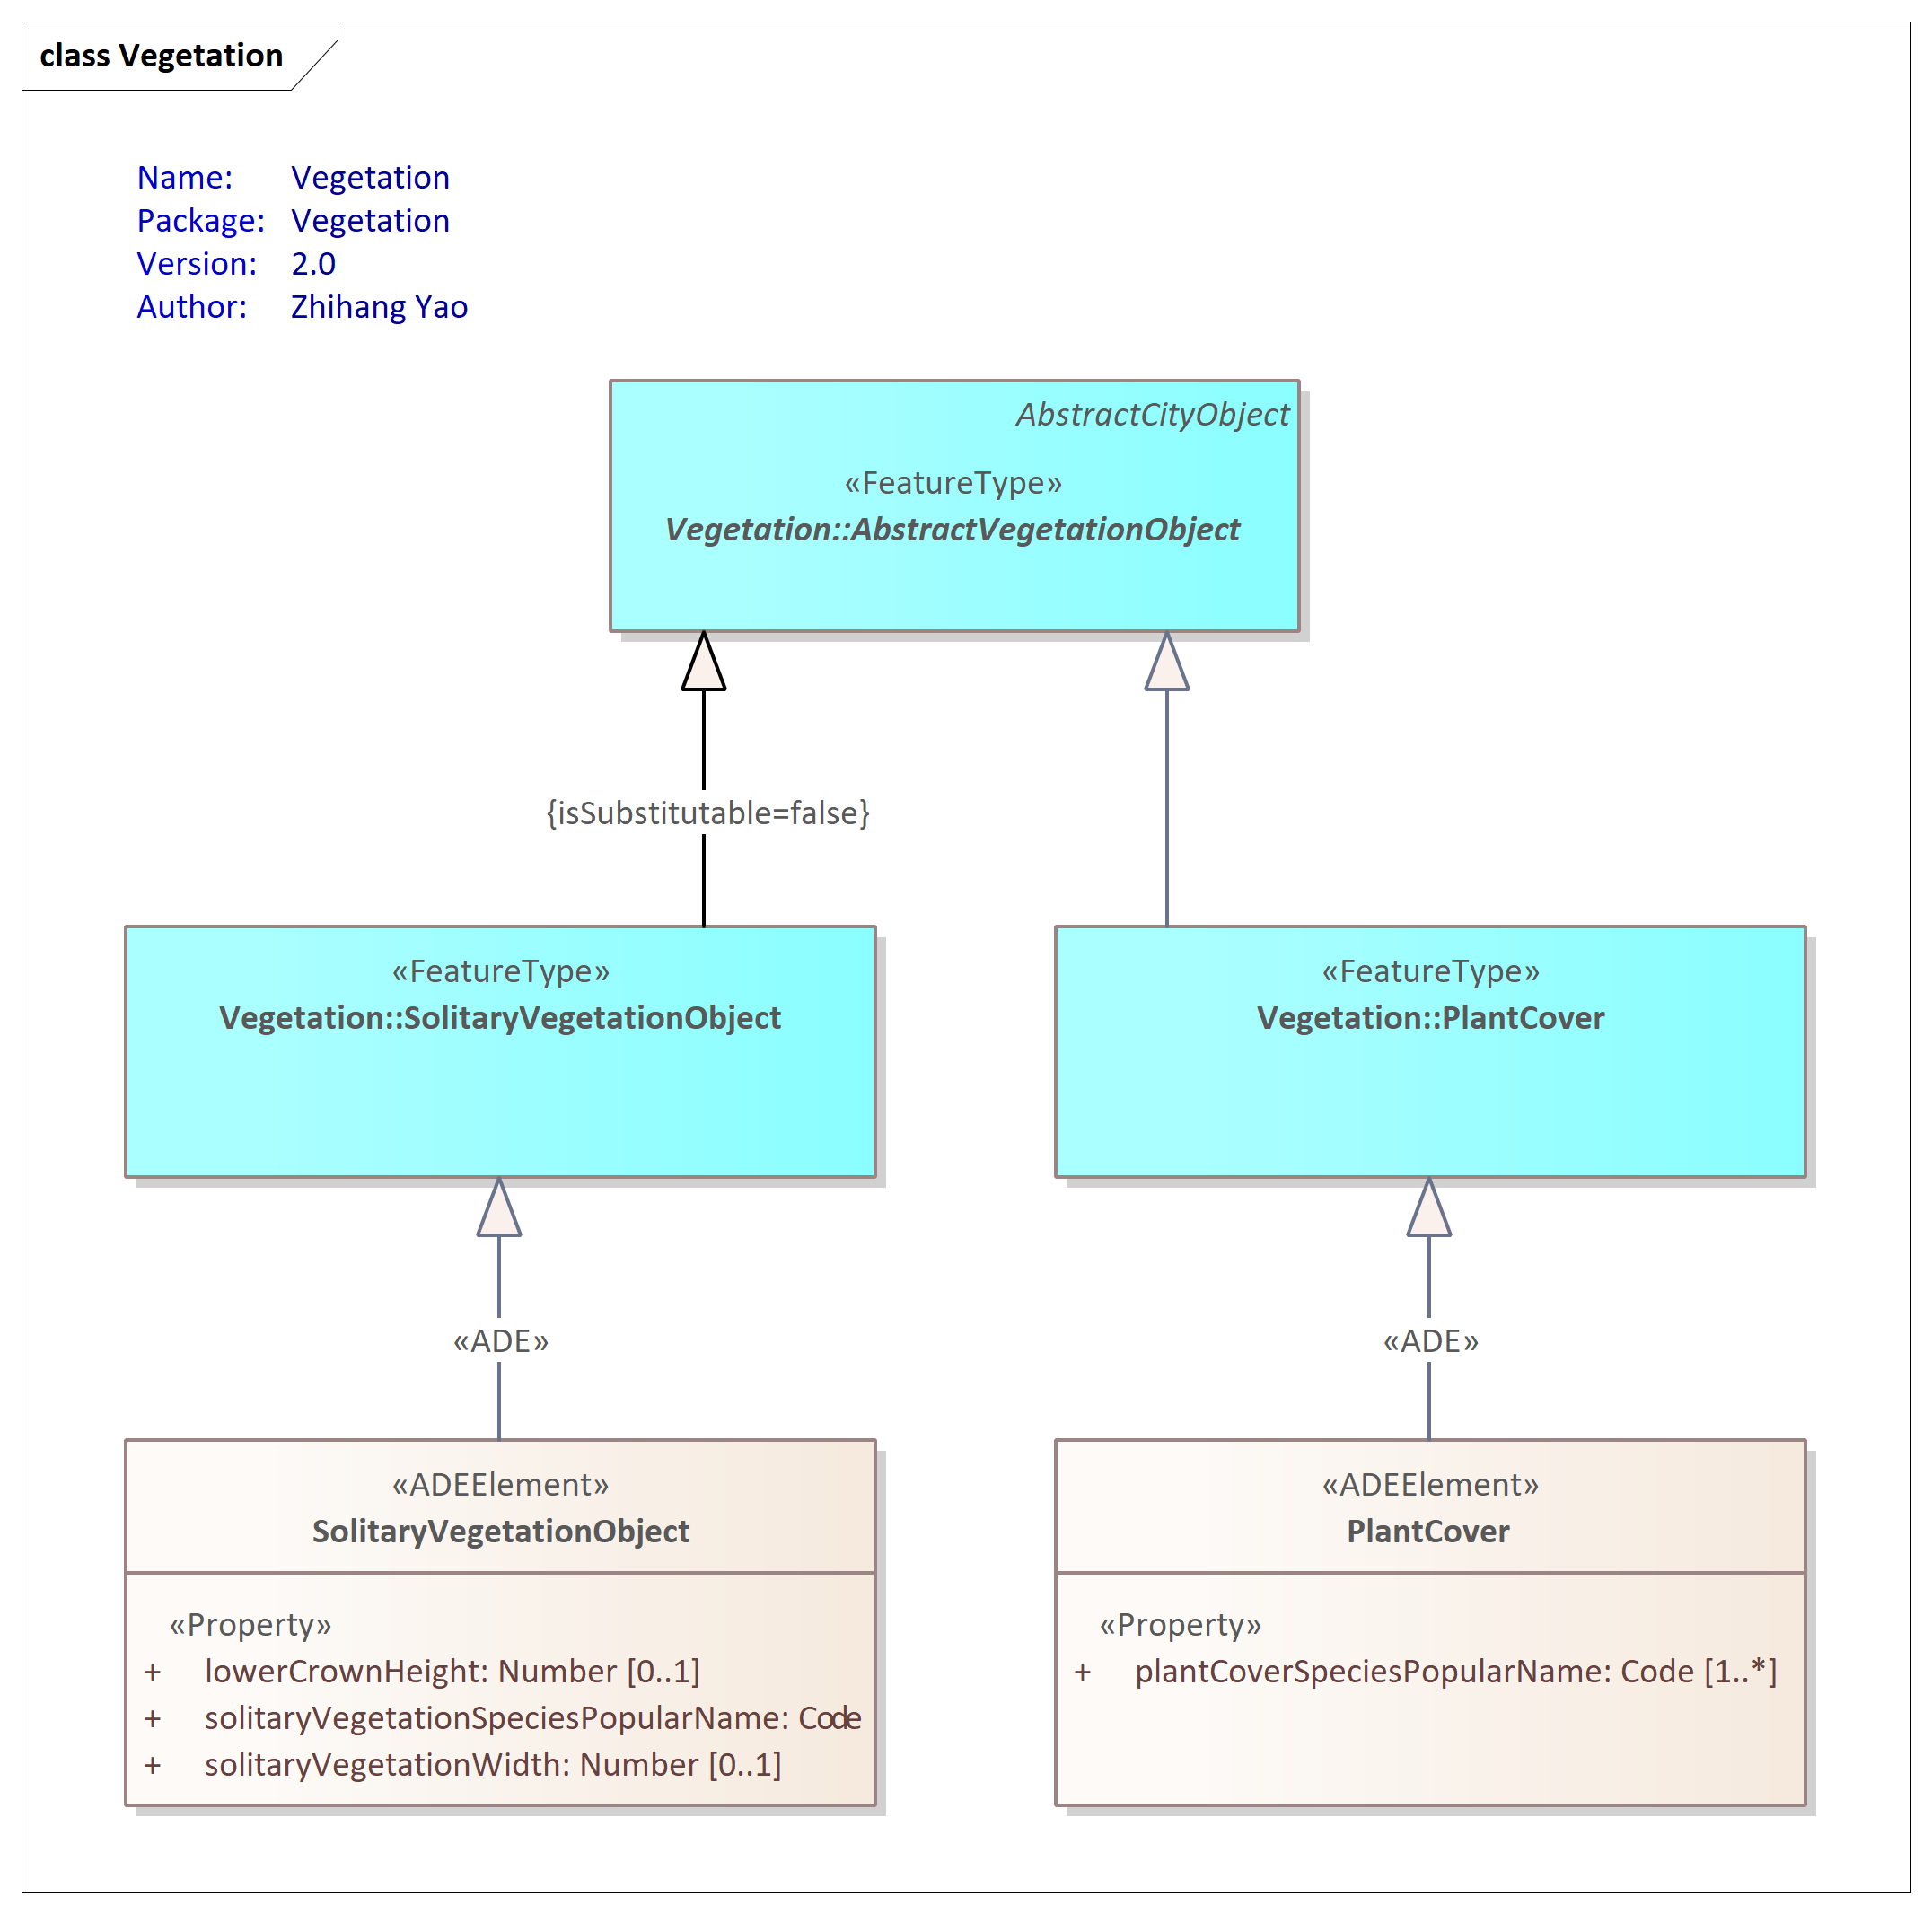 class Vegetation
Name: Vegetation
Package: Vegetation
Version: 2.0
Author: Zhihang Yao
AbstractCityObject
«FeatureType»
Vegetation::AbstractVegetationObject
{isSubstitutable=false}
«FeatureType»
Vegetation::SolitaryVegetationObject
«FeatureType»
Vegetation::PlantCover
«ADE»
«ADE»
«ADEElement»
SolitaryVegetationObject
«Property»
+ lowerCrownHeight: Number [0..1]
+ solitaryVegetationSpeciesPopularName: Code
+ solitaryVegetationWidth: Number [0..1]
«ADEElement»
PlantCover
«Property»
+ plantCoverSpeciesPopularName: Code [1..*]